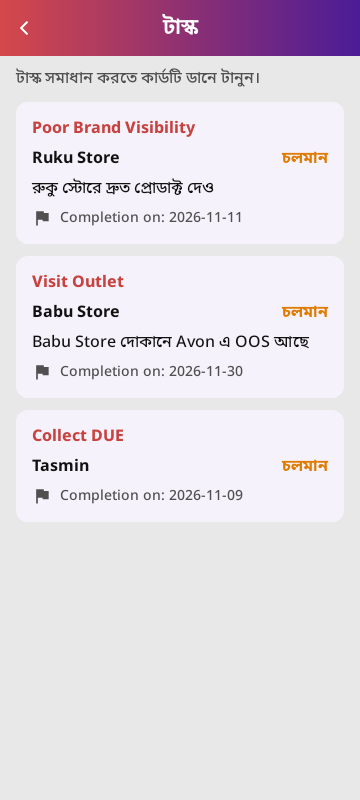 টাস্ক
টাস্ক সমাধান করতে কার্ডটি ডানে টানুন।
Poor Brand Visibility
Ruku Store
চলমান
রুকু স্টোরে দ্রুত প্রোডাক্ট দেও
Completion on: 2026-11-11
Visit Outlet
Babu Store
চলমান
Babu Store দোকানে Avon এ OOS আছে
Completion on: 2026-11-30
Collect DUE
Tasmin
চলমান
Completion on: 2026-11-09